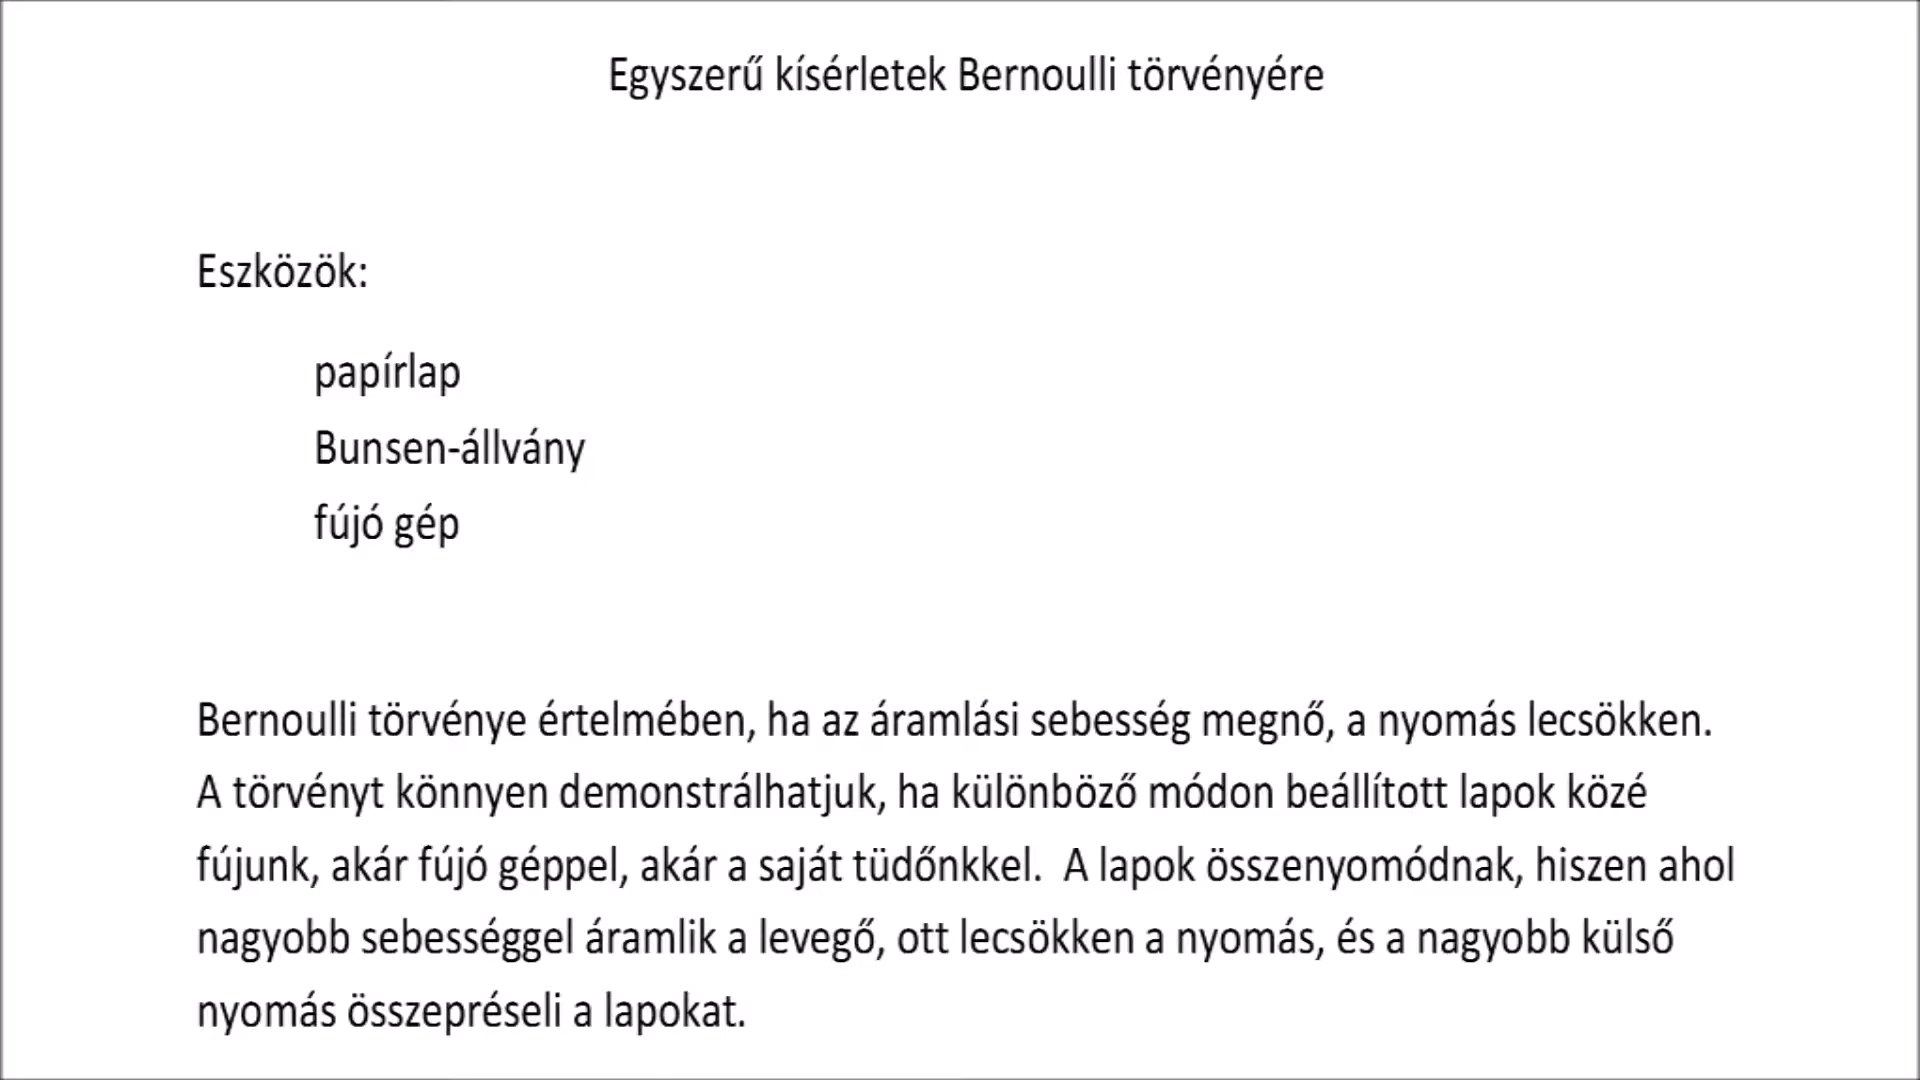 Egyszerű kísérletek Bernoulli törvényére
Eszközök:
papírlap
Bunsen-állvány
fújó gép
Bernoulli törvénye értelmében, ha az áramlási sebesség megnő, a nyomás lecsökken.
A törvényt könnyen demonstrálhatjuk, ha különböző módon beállított lapok közé
fújunk, akár fújó géppel, akár a saját tüdőnkkel.  A lapok összenyomódnak, hiszen ahol
nagyobb sebességgel áramlik a levegő, ott lecsökken a nyomás, és a nagyobb külső
nyomás összepréseli a lapokat.